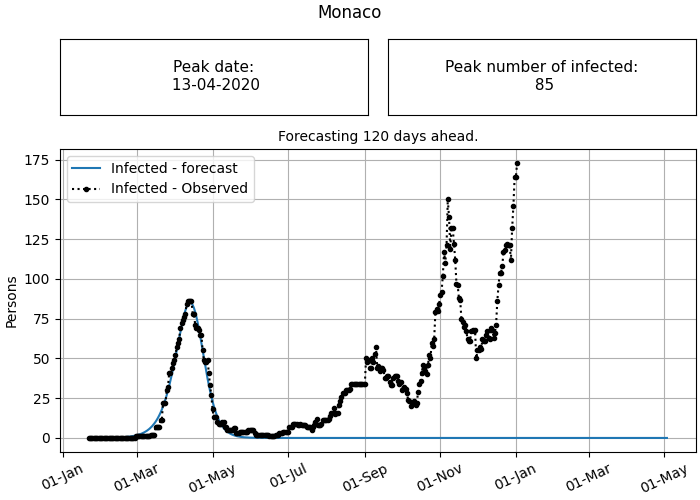 Monaco
Peak date:
13-04-2020
Peak number of infected:
85
Forecasting 120 days ahead.
Infected - forecast
Infected - Observed
Persons
175
150
125
100
75
50
25
0
01-Jan
01-Mar
01-May
01-Jul
01-Sep
01-Nov
01-Jan
01-Mar
01-May